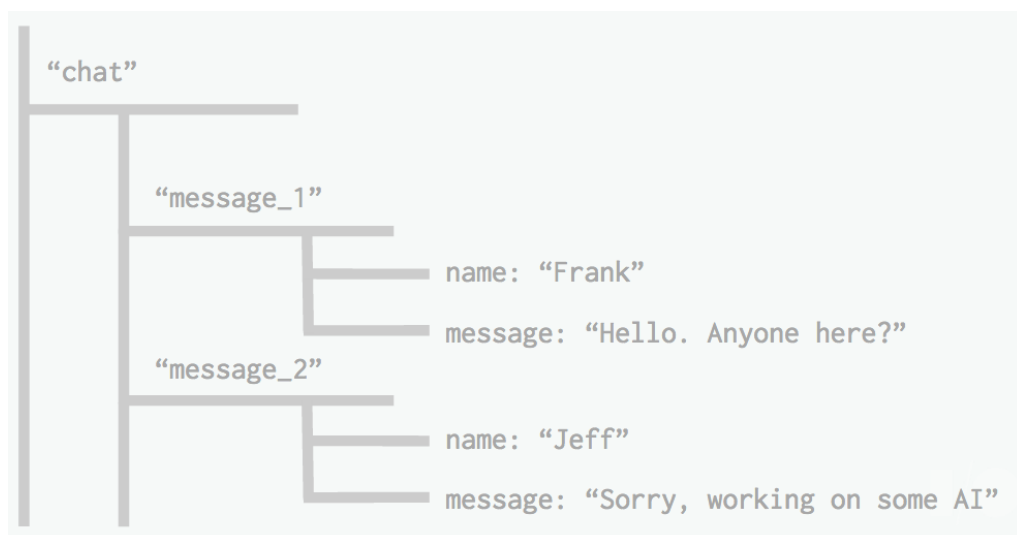 “chat”
“message_1”
name: “Frank”
message: “Hello. Anyone here?”
“message_2”
name: “Jeff”
message: “Sorry, working on some AI”